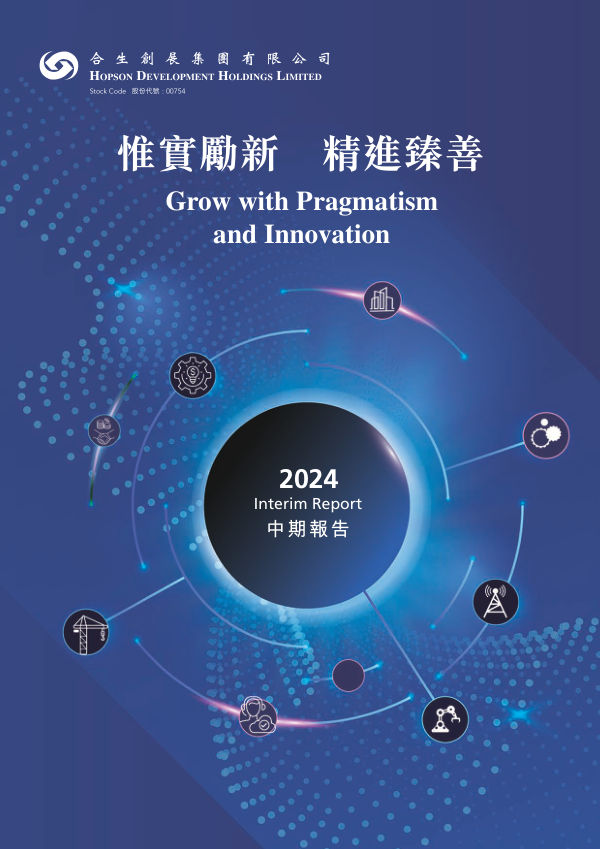 合生創展集團有限公司
HOPSON DEVELOPMENT HOLDINGS LIMITED
Stock Code 股份代號 : 00754
惟實勵新 精進臻善
Grow with Pragmatism
and Innovation
2024
Interim Report
中期報告